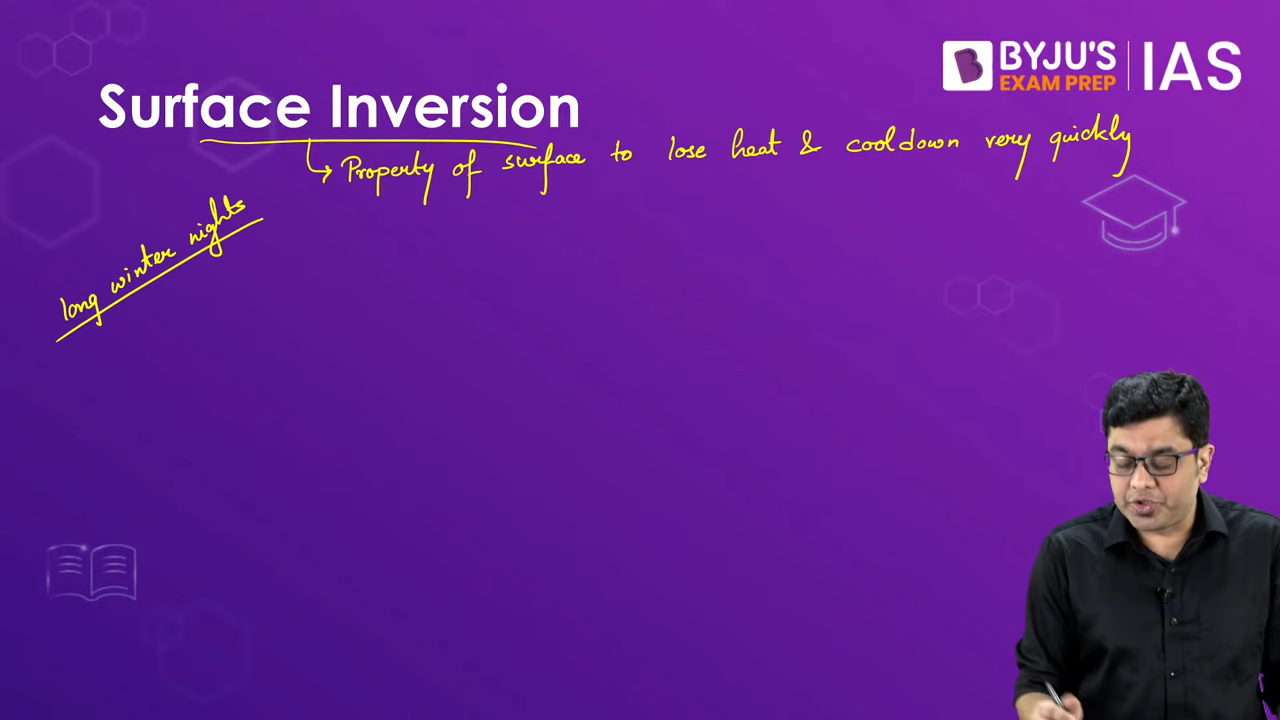 BYJU'S
EXAM PREP
IAS
Surface Inversion
Property of surface to lose heat & cooldown very quickly
long winter nights